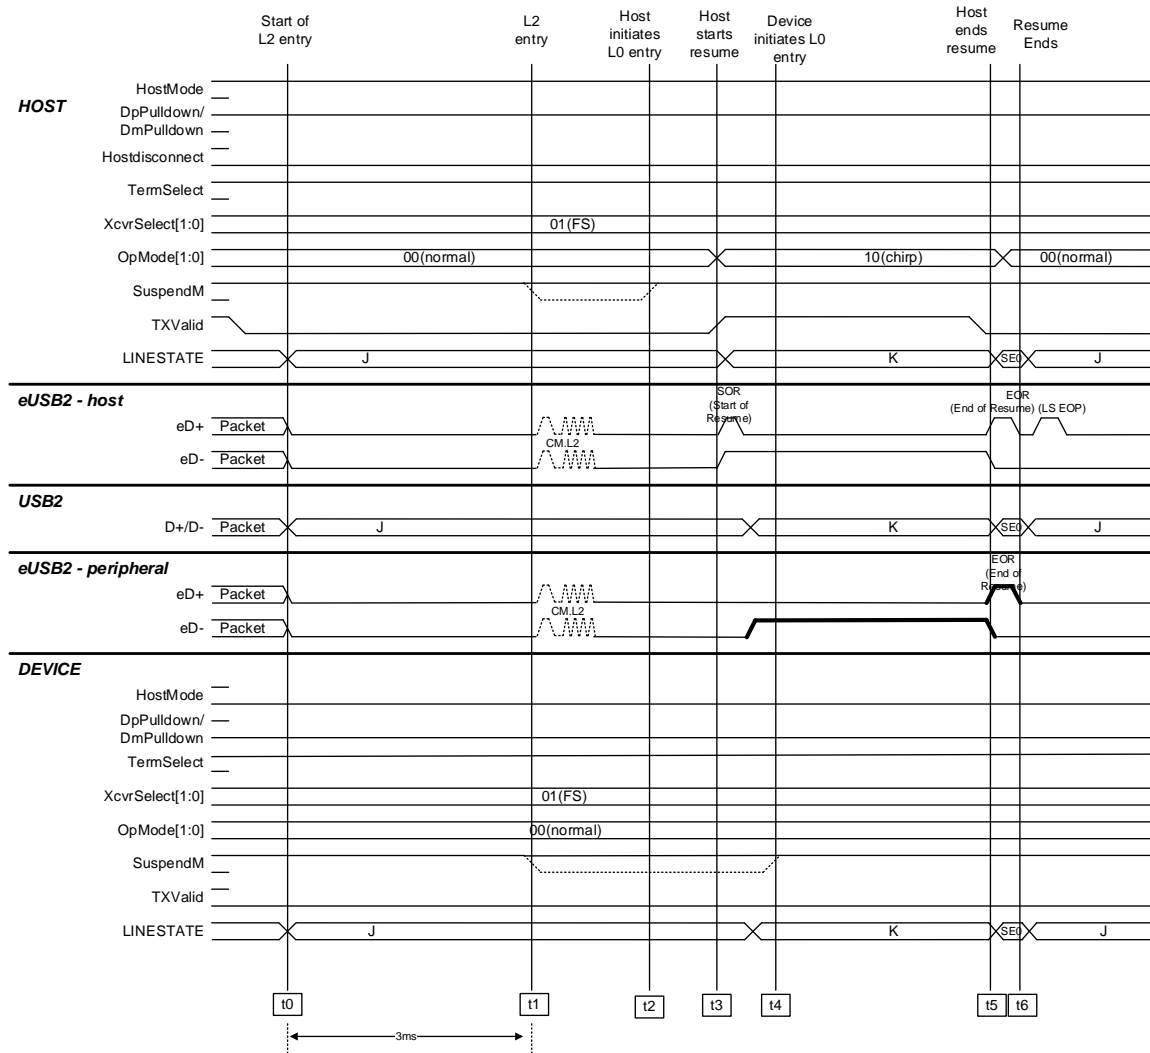 Start of
L2 entry
L2
entry
Host
initiates
L0 entry
Host
starts
resume
Device
initiates L0
entry
Host
ends
resume
Resume
Ends
HOST
HostMode
DpPulldown/
DmPulldown
Hostdisconnect
TermSelect
XcvrSelect[1:0] 01(FS)
OpMode[1:0] 00(normal) 10(chirp) 00(normal)
SuspendM
TXValid
LINESTATE J K SE0 J
eUSB2 - host
SOR
(Start of
Resume)
EOR
(End of Resume) (LS EOP)
eD+ Packet
CM.L2
eD- Packet
USB2
D+/D- Packet J K SE0 J
eUSB2 - peripheral
EOR
(End of
Resume)
eD+ Packet
CM.L2
eD- Packet
DEVICE
HostMode
DpPulldown/
DmPulldown
TermSelect
XcvrSelect[1:0] 01(FS)
OpMode[1:0] 00(normal)
SuspendM
TXValid
LINESTATE J K SE0 J
t0 t1 t2 t3 t4 t5 t6
3ms